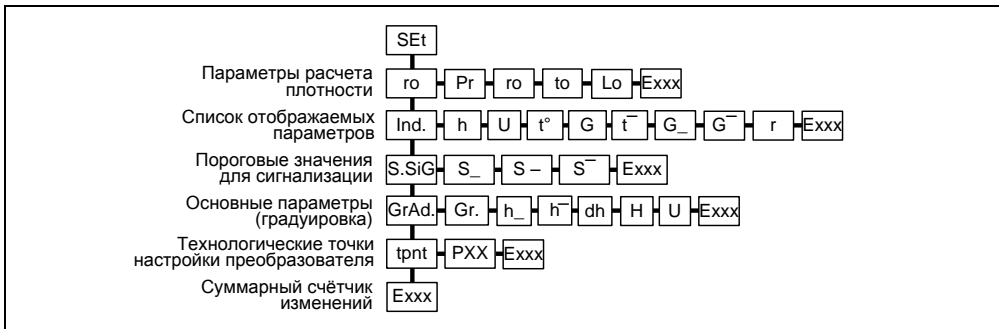 SEt
Параметры расчета
плотности
ro Pr ro to Lo Exxx
Список отображаемых
параметров
Ind. h U t° G t¯ G_ G¯ r Exxx
Пороговые значения
для сигнализации
S.SiG S_ S – S¯ Exxx
Основные параметры
(градуировка)
GrAd. Gr. h_ h¯ dh H U Exxx
Технологические точки
настройки преобразователя
tpnt PXX Exxx
Суммарный счётчик
изменений
Exxx